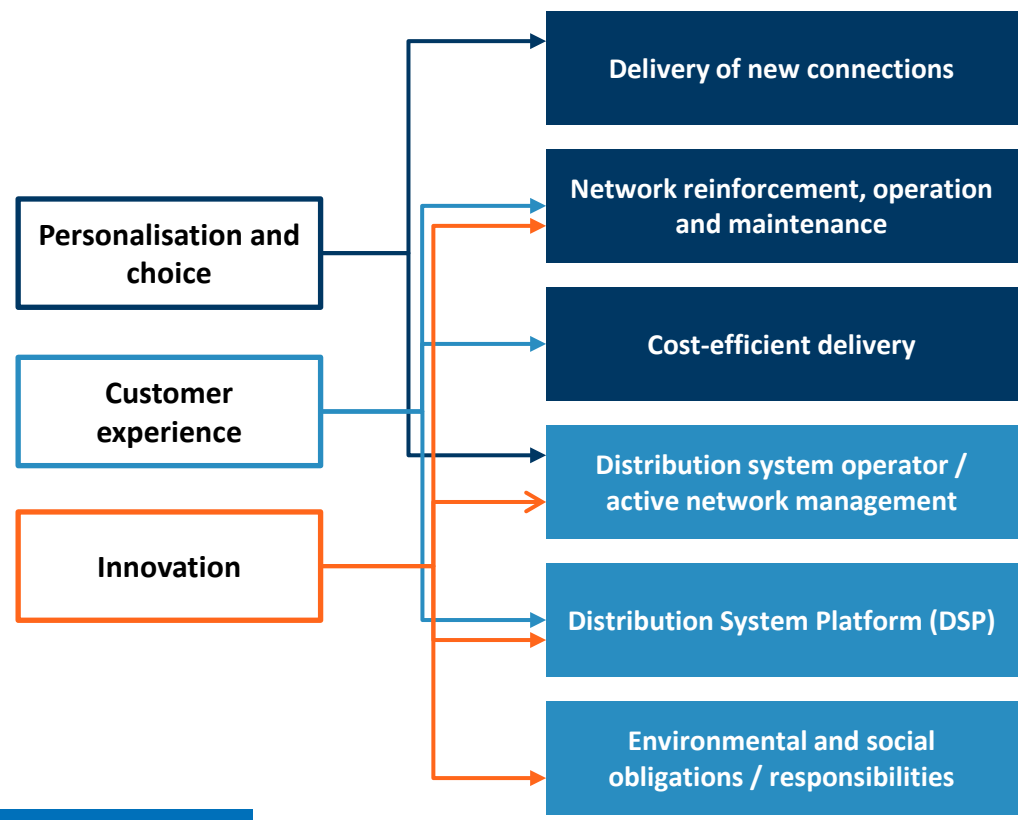 Personalisation and
choice
Customer
experience
Innovation
Delivery of new connections
Network reinforcement, operation
and maintenance
Cost-efficient delivery
Distribution system operator /
active network management
Distribution System Platform (DSP)
Environmental and social
obligations / responsibilities